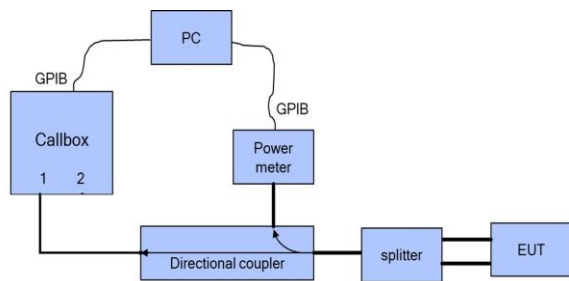 PC
GPIB
GPIB
Callbox
1 2
Power
meter
Directional coupler
splitter
EUT